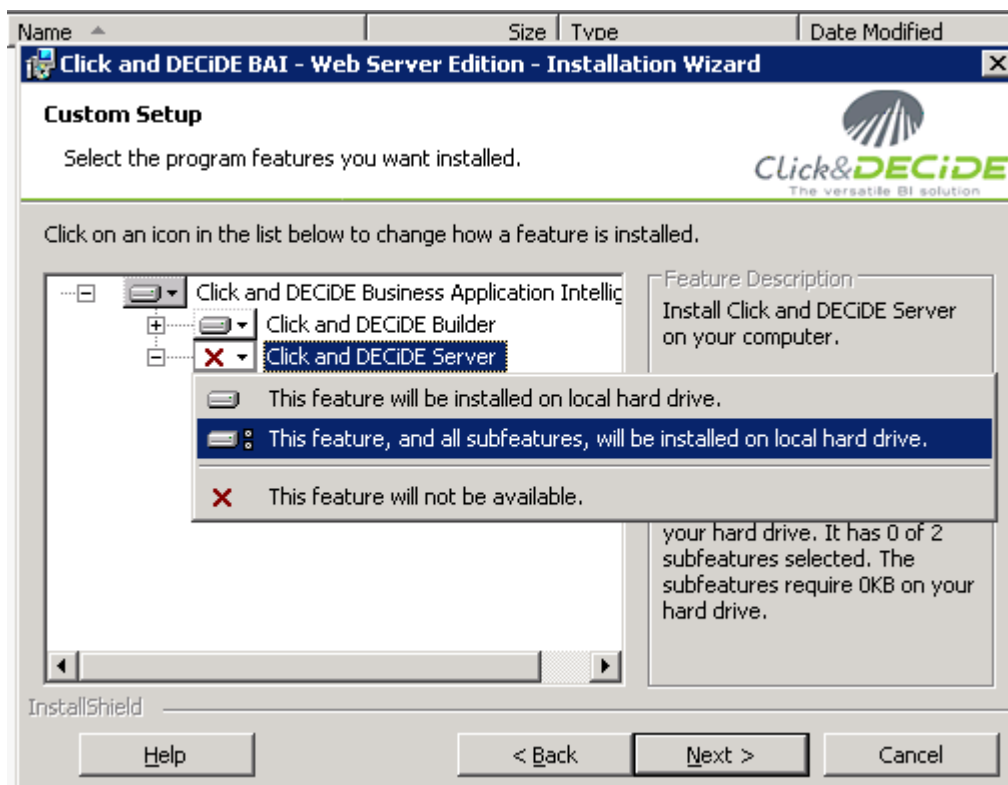 Name Size Type Date Modified
Click and DECiDE BAI - Web Server Edition - Installation Wizard
Custom Setup
Select the program features you want installed.
Click&DECiDE
The versatile BI solution
Click on an icon in the list below to change how a feature is installed.
Click and DECiDE Business Application Intellig
Click and DECiDE Builder
Click and DECiDE Server
This feature will be installed on local hard drive.
This feature, and all subfeatures, will be installed on local hard drive.
This feature will not be available.
Feature Description
Install Click and DECiDE Server
on your computer.
your hard drive. It has 0 of 2
subfeatures selected. The
subfeatures require 0KB on your
hard drive.
InstallShield
Help < Back Next > Cancel